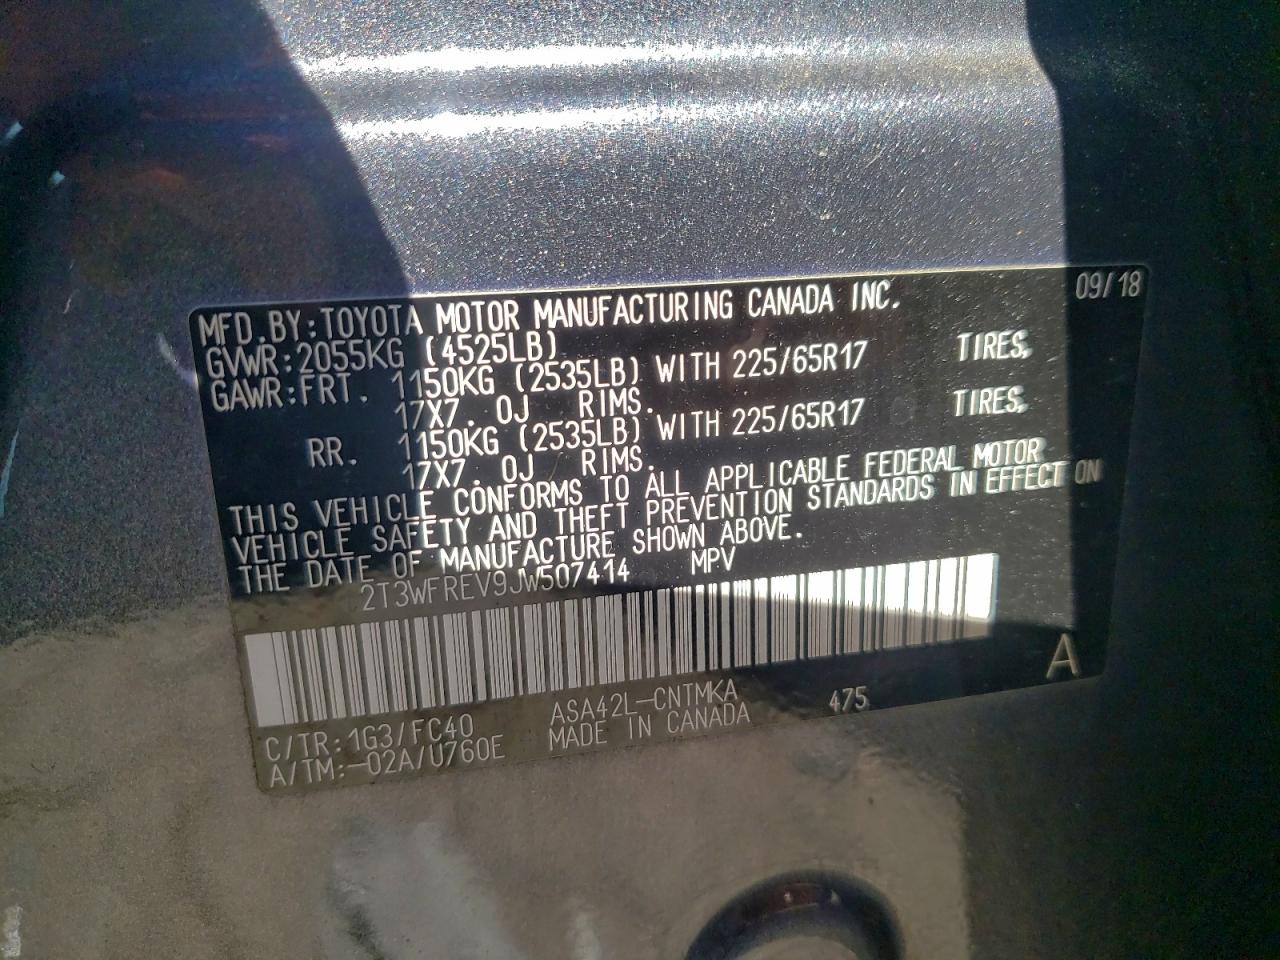 09/18
MFD.BY:TOYOTA MOTOR MANUFACTURING CANADA INC.
GVWR:2055KG (4525LB)
GAWR:FRT. 1150KG (2535LB) WITH 225/65R17 TIRES,
17X7.0J RIMS.
RR. 1150KG (2535LB) WITH 225/65R17 TIRES,
17X7.0J RIMS.
THIS VEHICLE CONFORMS TO ALL APPLICABLE FEDERAL MOTOR
VEHICLE SAFETY AND THEFT PREVENTION STANDARDS IN EFFECT ON
THE DATE OF MANUFACTURE SHOWN ABOVE.
2T3WFREV9JW507414 MPV
A
C/TR:1G3/FC40 ASA42L-CNTMKA 475
A/TM:-02A/U760E MADE IN CANADA